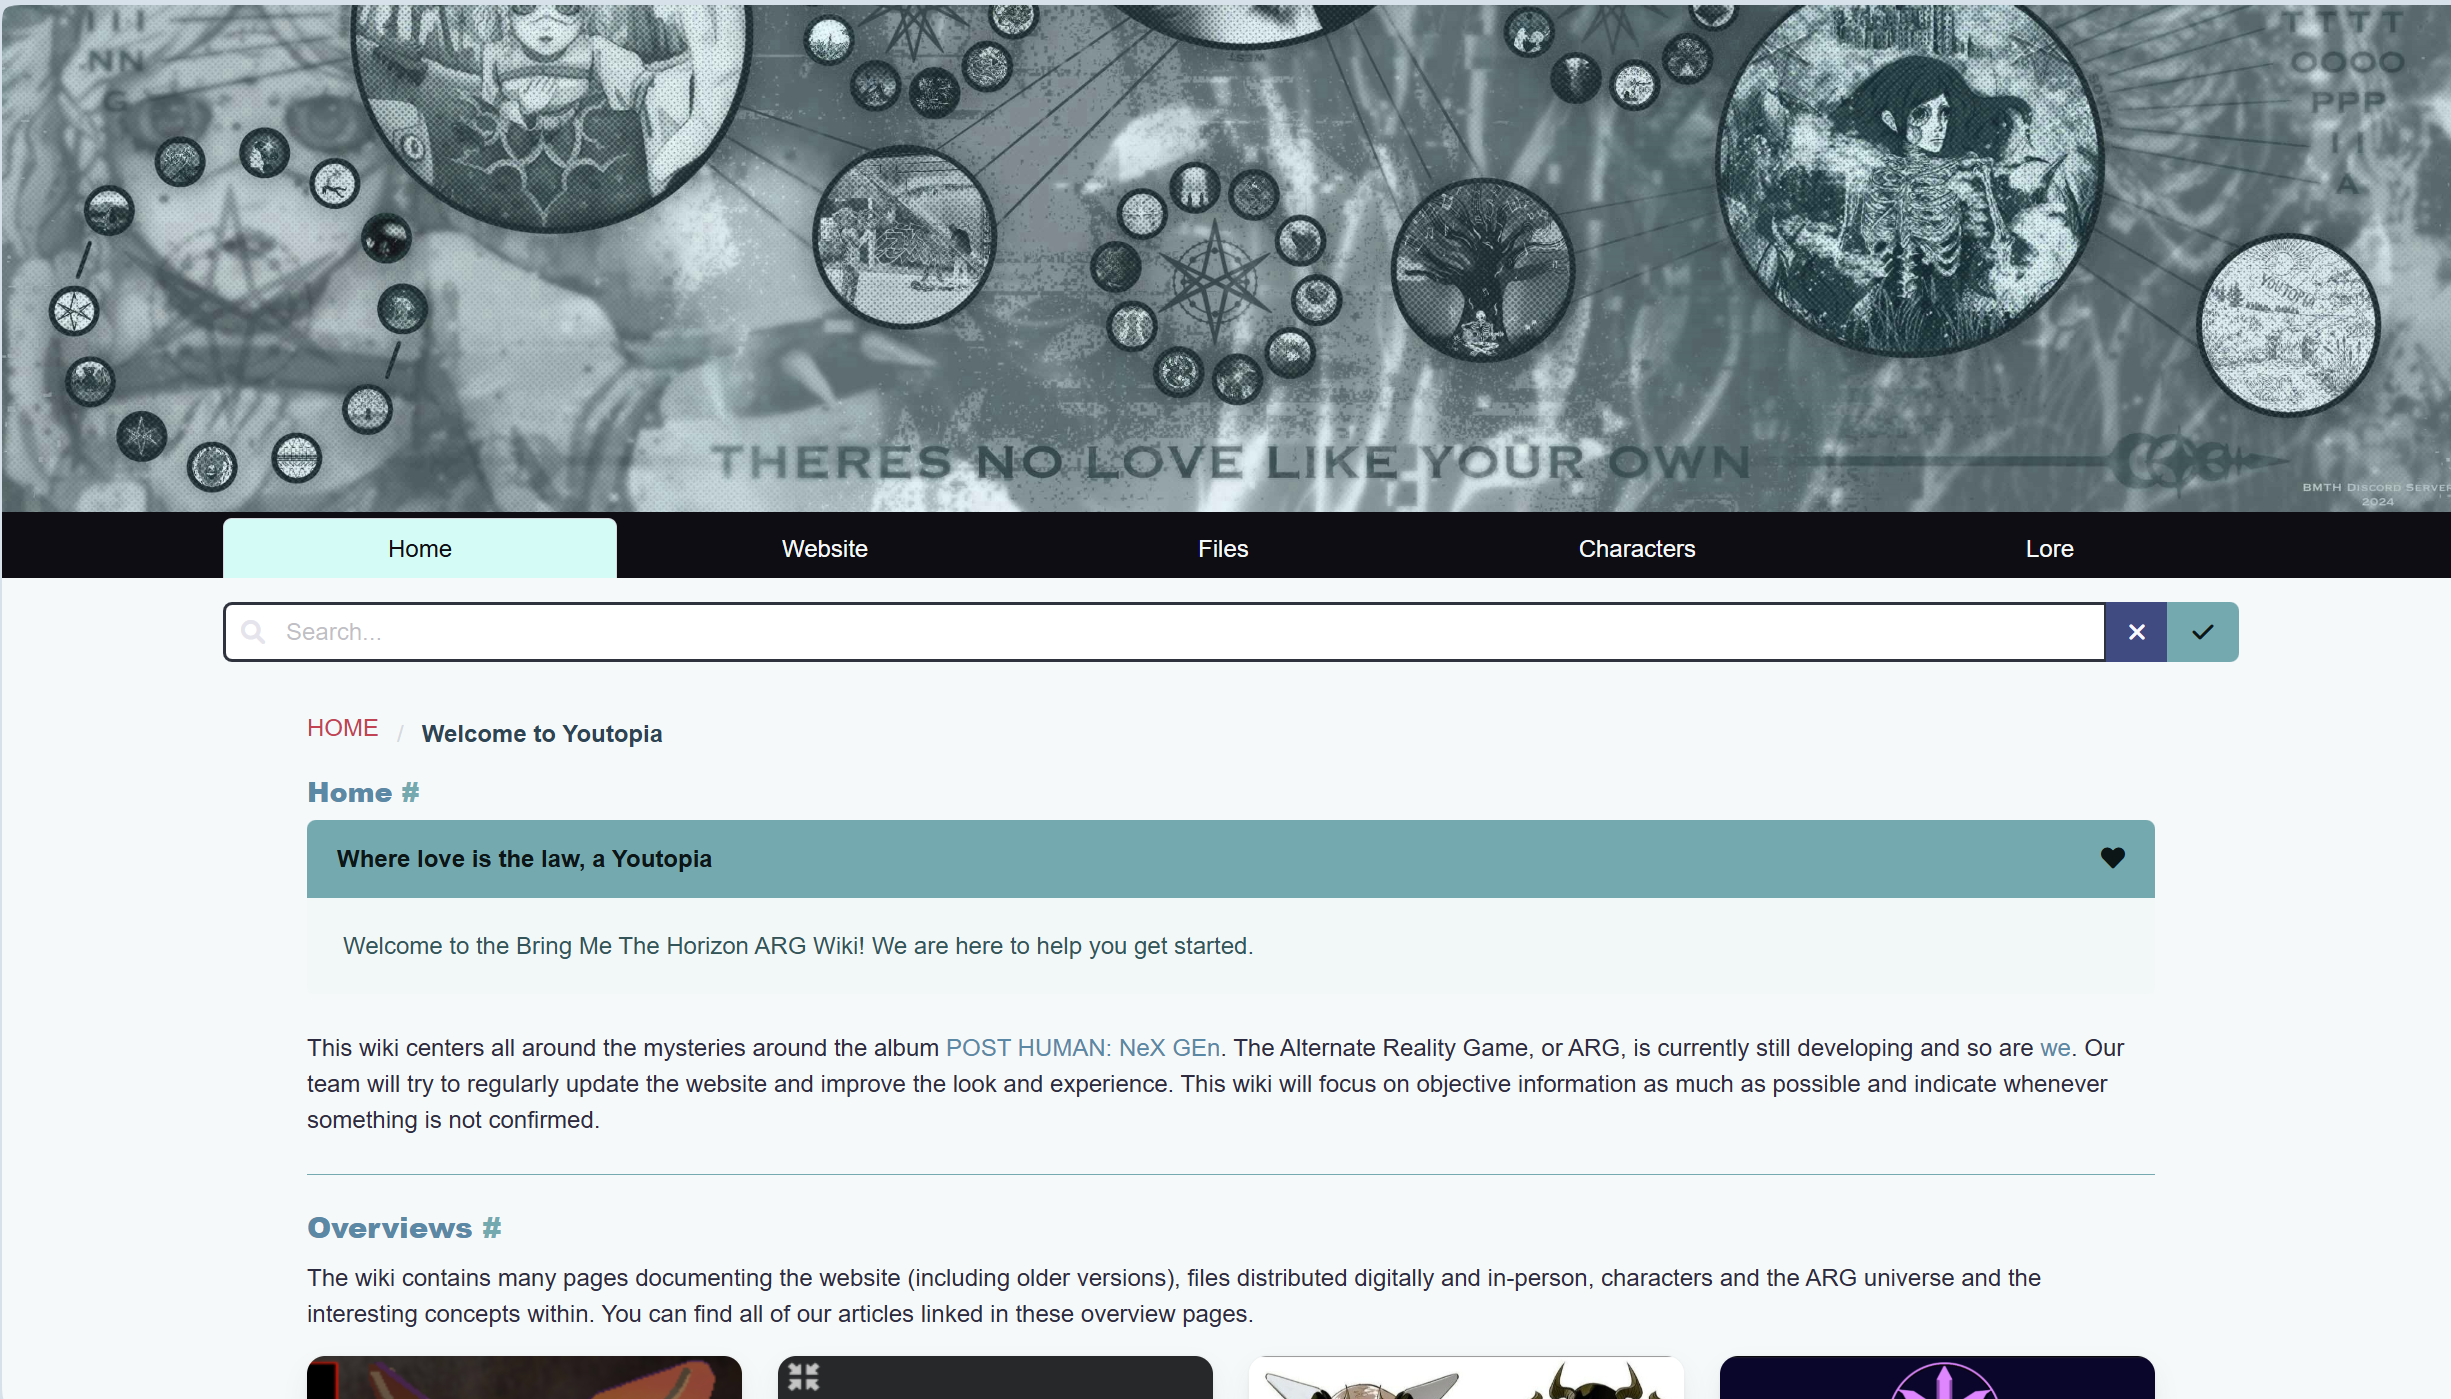 I I I
NN
G
TTTT
OOOO
PPP
I I
A
YOUTOPIA
THERES NO LOVE LIKE YOUR OWN
BMTH DISCORD SERVER
2024
Home
Website
Files
Characters
Lore
Search...
HOME / Welcome to Youtopia
Home #
Where love is the law, a Youtopia
Welcome to the Bring Me The Horizon ARG Wiki! We are here to help you get started.
This wiki centers all around the mysteries around the album POST HUMAN: NeX GEn. The Alternate Reality Game, or ARG, is currently still developing and so are we. Our
team will try to regularly update the website and improve the look and experience. This wiki will focus on objective information as much as possible and indicate whenever
something is not confirmed.
Overviews #
The wiki contains many pages documenting the website (including older versions), files distributed digitally and in-person, characters and the ARG universe and the
interesting concepts within. You can find all of our articles linked in these overview pages.